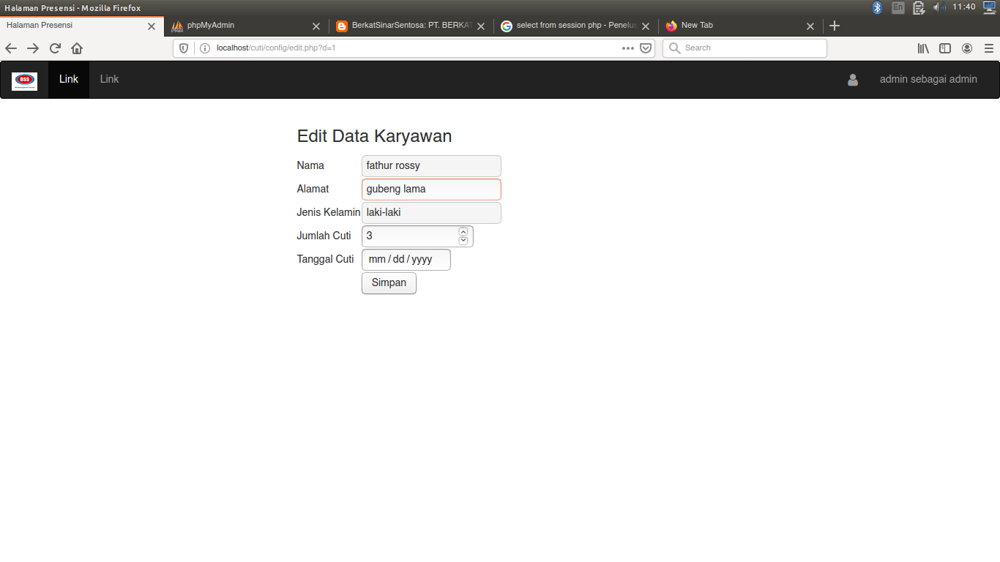 Halaman Presensi - Mozilla Firefox
En
11:40
Halaman Presensi
phpMyAdmin
BerkatSinarSentosa: PT. BERKAT
select from session php - Penelus
New Tab
localhost/cuti/config/edit.php?d=1
Search
BSS
Link
Link
admin sebagai admin
Edit Data Karyawan
Nama
fathur rossy
Alamat
gubeng lama
Jenis Kelamin
laki-laki
Jumlah Cuti
3
Tanggal Cuti
mm / dd / yyyy
Simpan